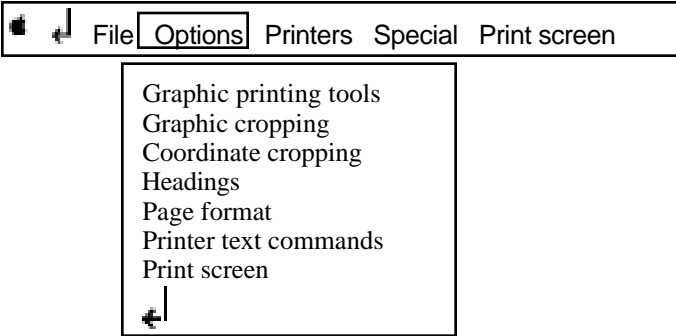 File Options Printers Special Print screen
Graphic printing tools
Graphic cropping
Coordinate cropping
Headings
Page format
Printer text commands
Print screen